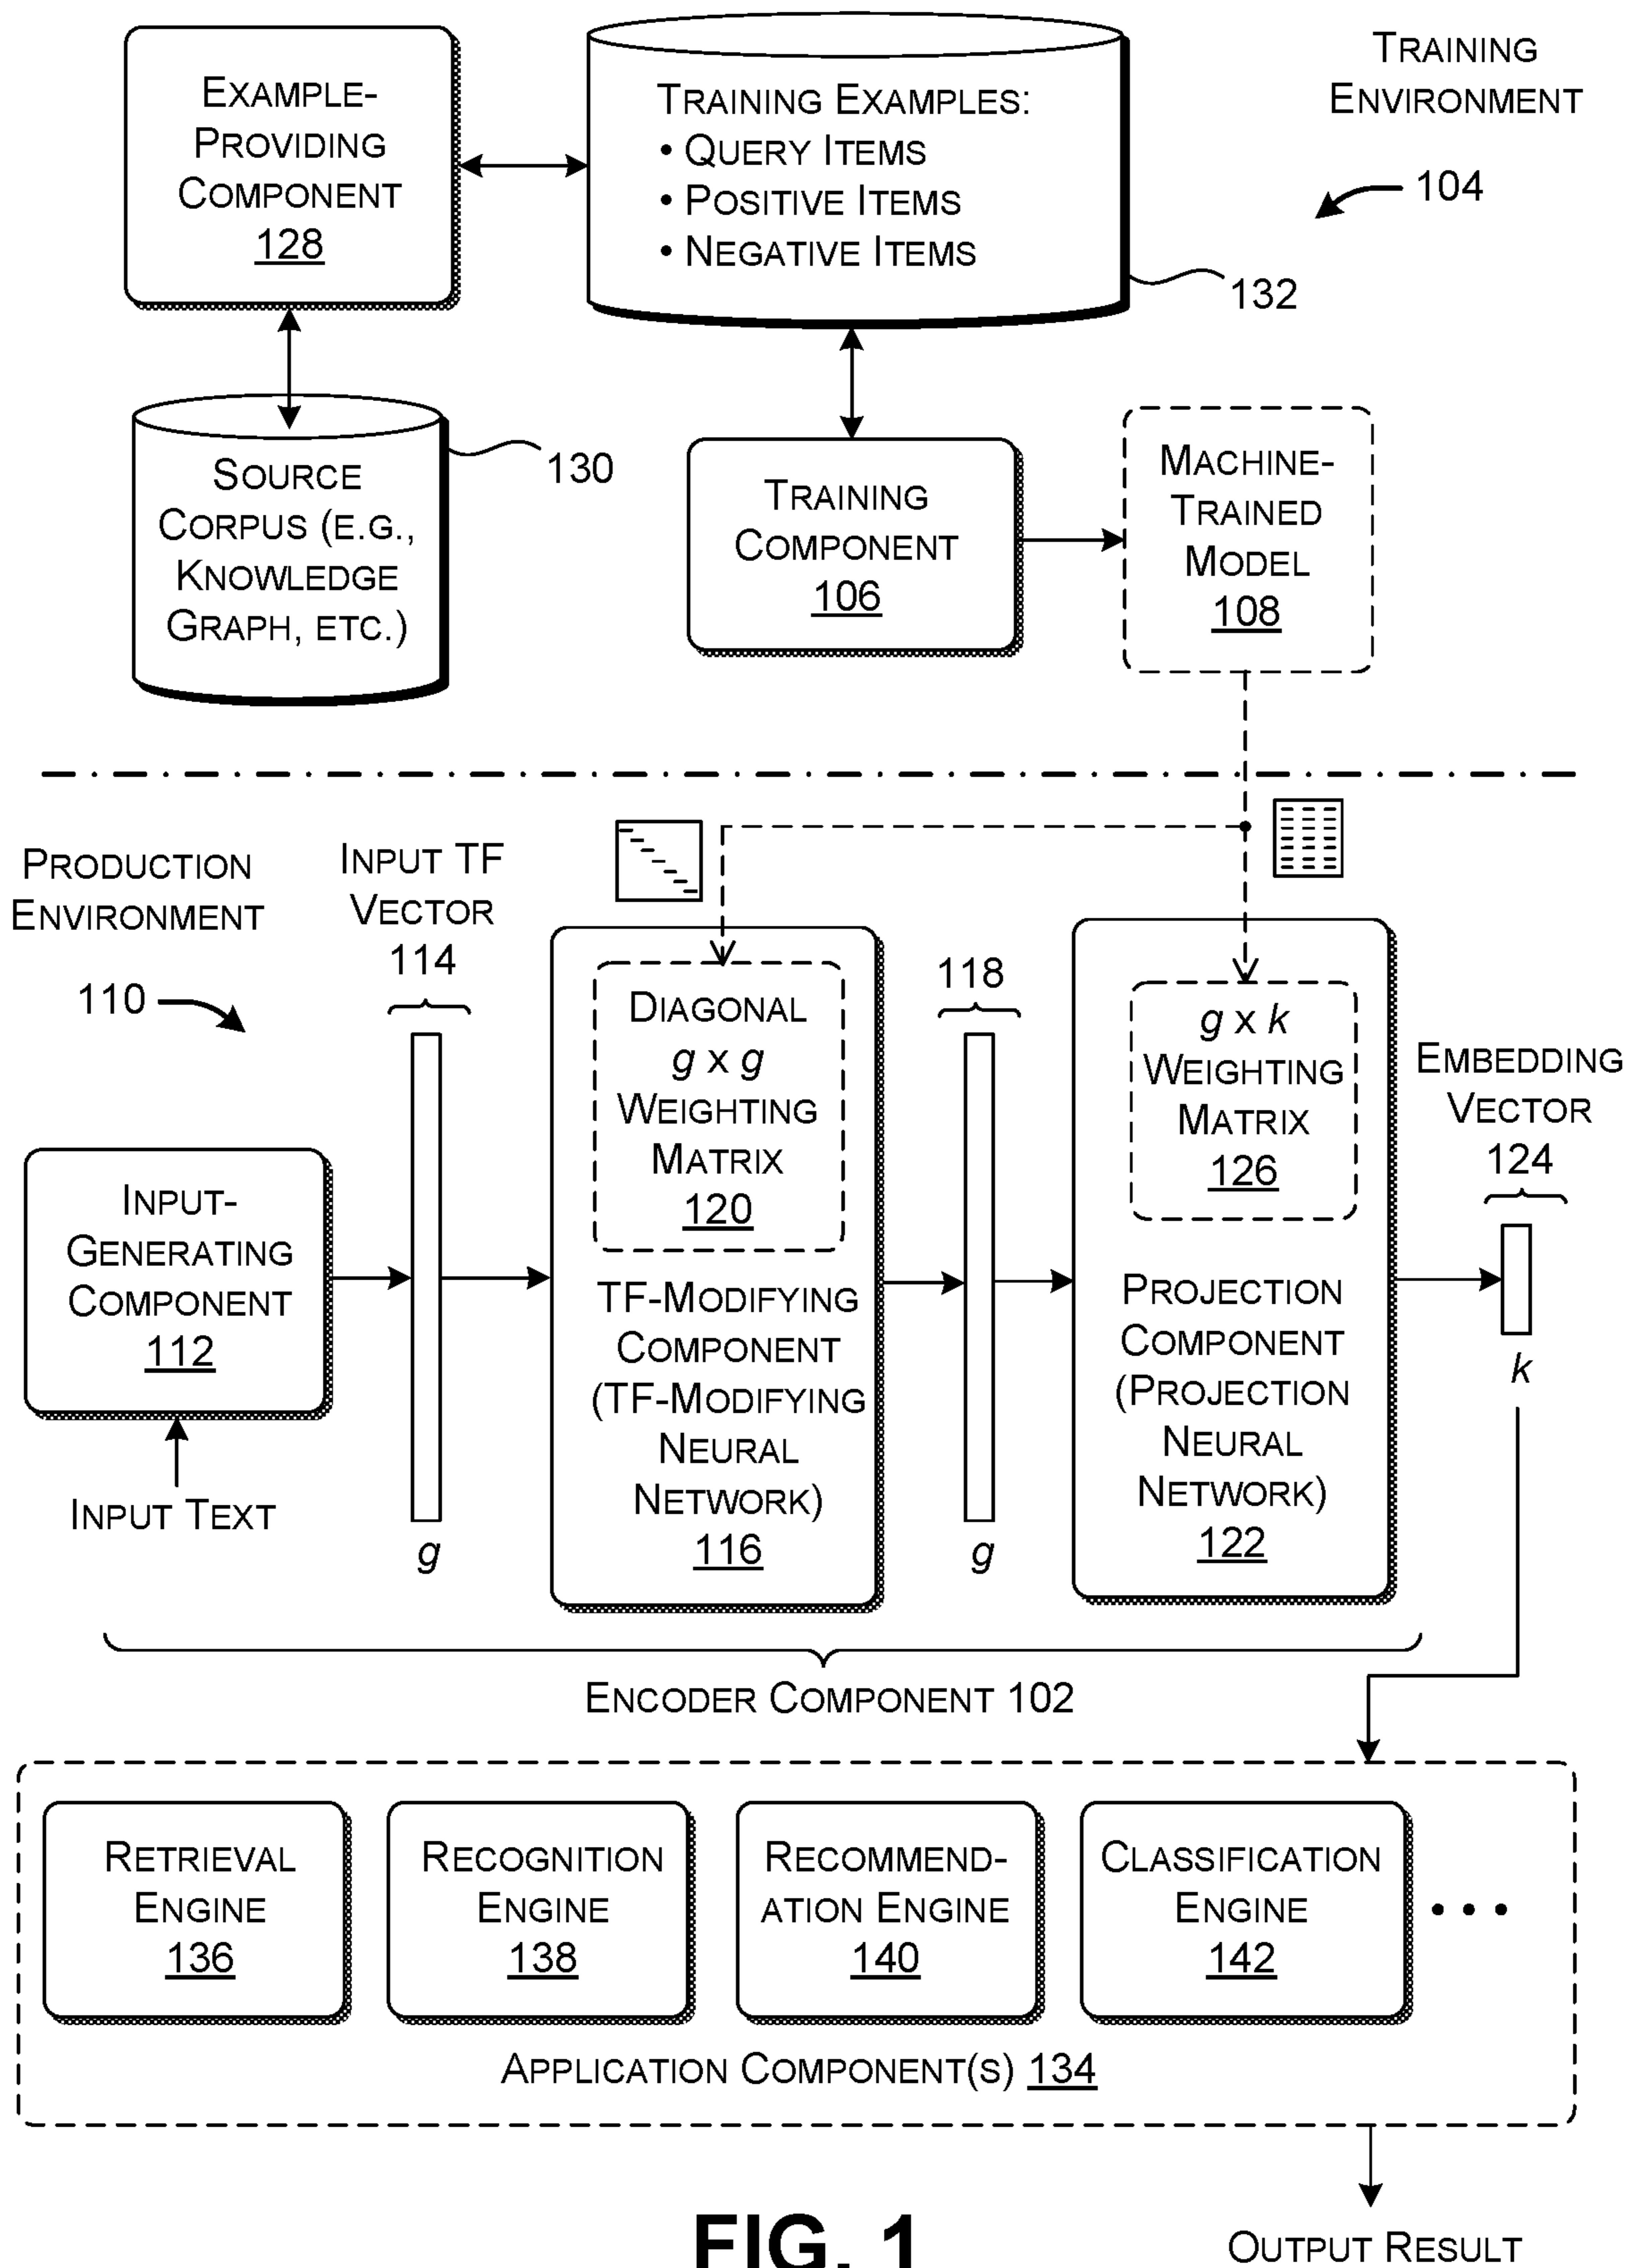 EXAMPLE-
PROVIDING
COMPONENT
128
TRAINING EXAMPLES:
• QUERY ITEMS
• POSITIVE ITEMS
• NEGATIVE ITEMS
132
TRAINING
ENVIRONMENT
104
SOURCE
CORPUS (E.G.,
KNOWLEDGE
GRAPH, ETC.)
130
TRAINING
COMPONENT
106
MACHINE-
TRAINED
MODEL
108
PRODUCTION
ENVIRONMENT
110
INPUT TF
VECTOR
114
INPUT-
GENERATING
COMPONENT
112
INPUT TEXT
g
DIAGONAL
g x g
WEIGHTING
MATRIX
120
TF-MODIFYING
COMPONENT
(TF-MODIFYING
NEURAL
NETWORK)
116
118
g
g x k
WEIGHTING
MATRIX
126
PROJECTION
COMPONENT
(PROJECTION
NEURAL
NETWORK)
122
EMBEDDING
VECTOR
124
k
ENCODER COMPONENT 102
RETRIEVAL
ENGINE
136
RECOGNITION
ENGINE
138
RECOMMEND-
ATION ENGINE
140
CLASSIFICATION
ENGINE
142
• • •
APPLICATION COMPONENT(S) 134
OUTPUT RESULT
FIG. 1